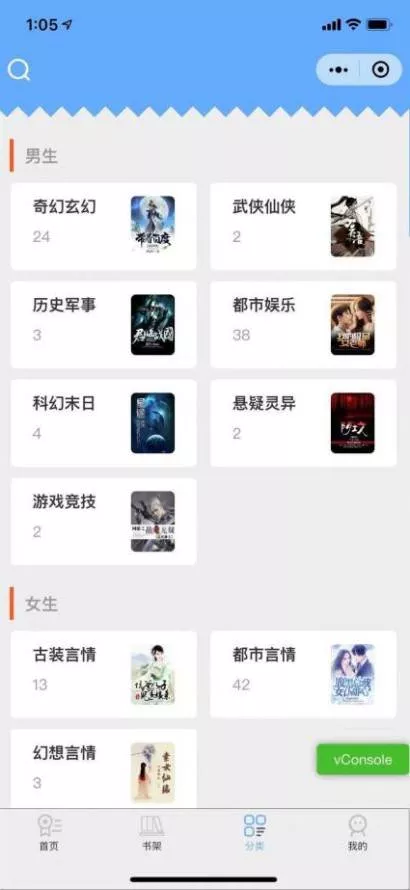 1:05
男生
奇幻玄幻
24
武侠仙侠
2
历史军事
3
都市娱乐
38
科幻末日
4
悬疑灵异
2
游戏竞技
2
女生
古装言情
13
都市言情
42
幻想言情
3
vConsole
首页
书架
分类
我的